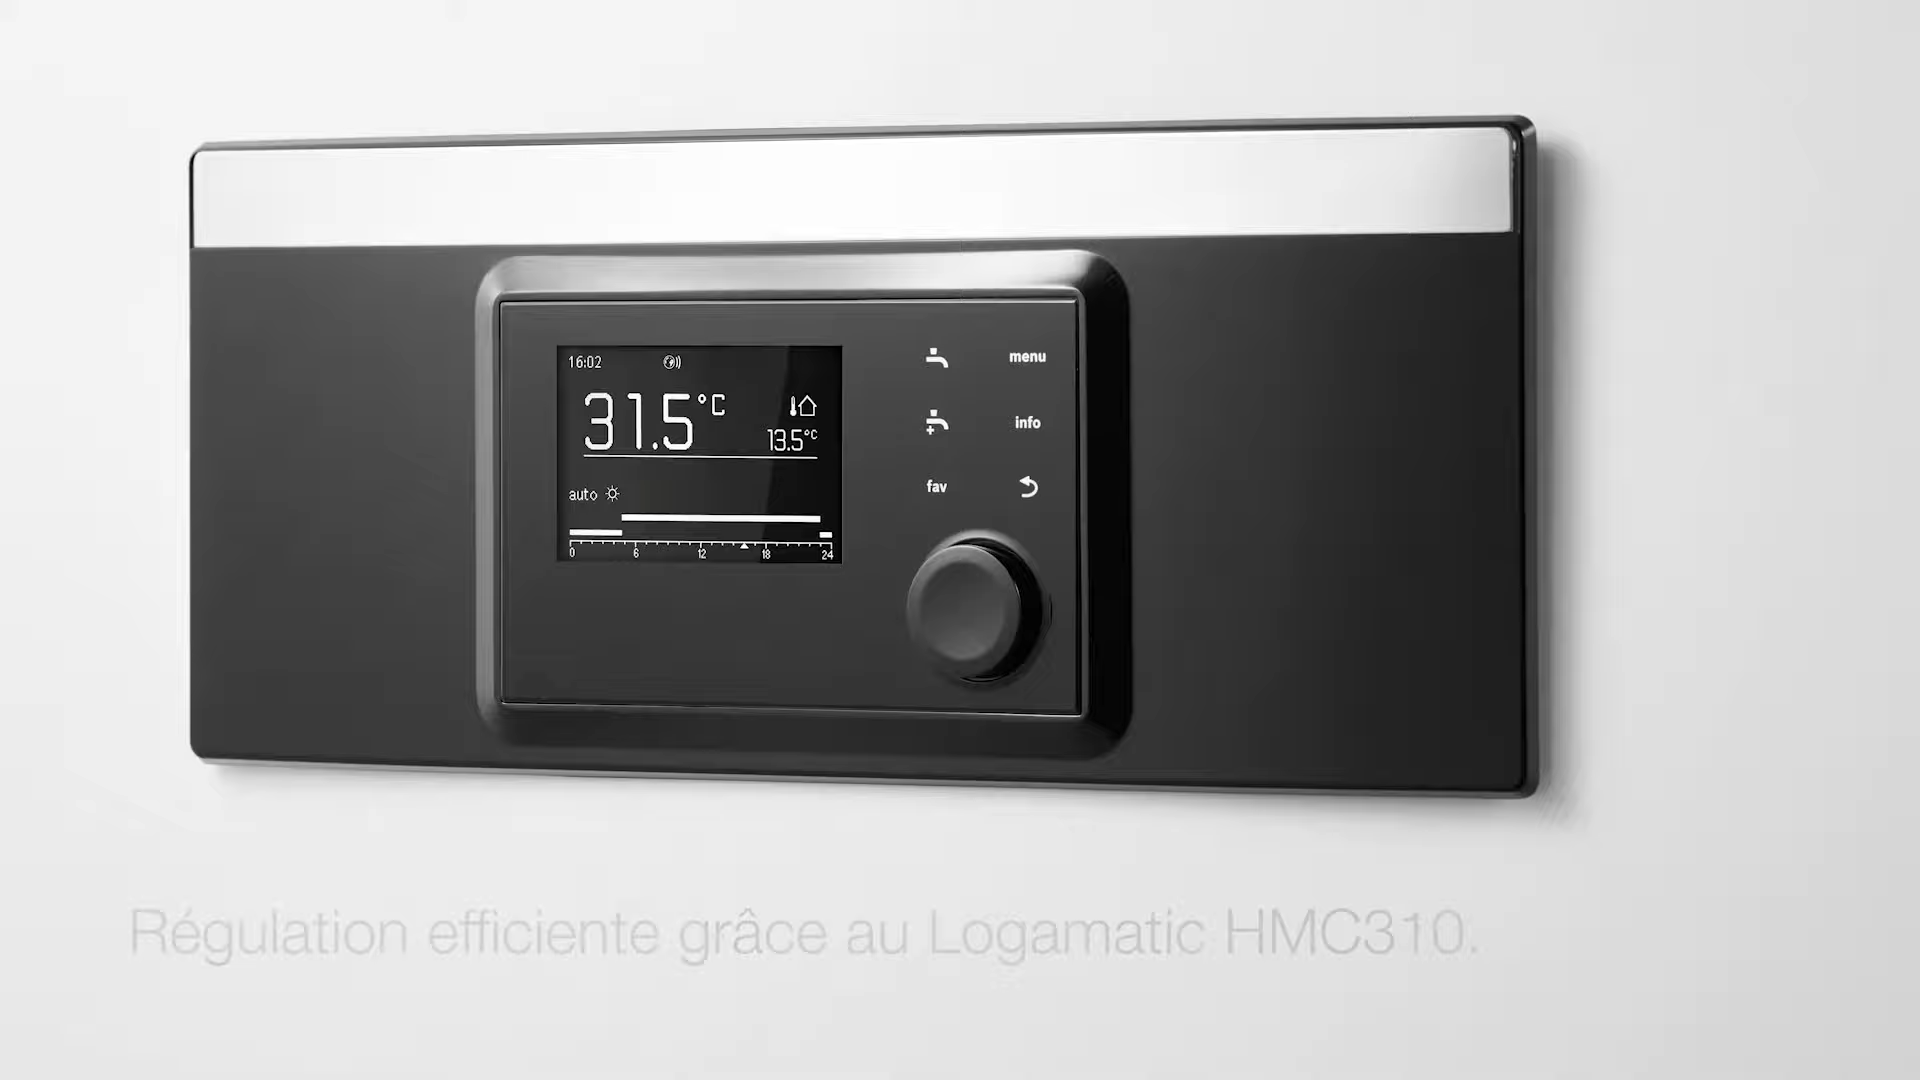 16:02
31.5°C
13.5°C
auto
0 6 12 18 24
menu
info
fav
Régulation efficiente grâce au Logamatic HMC310.